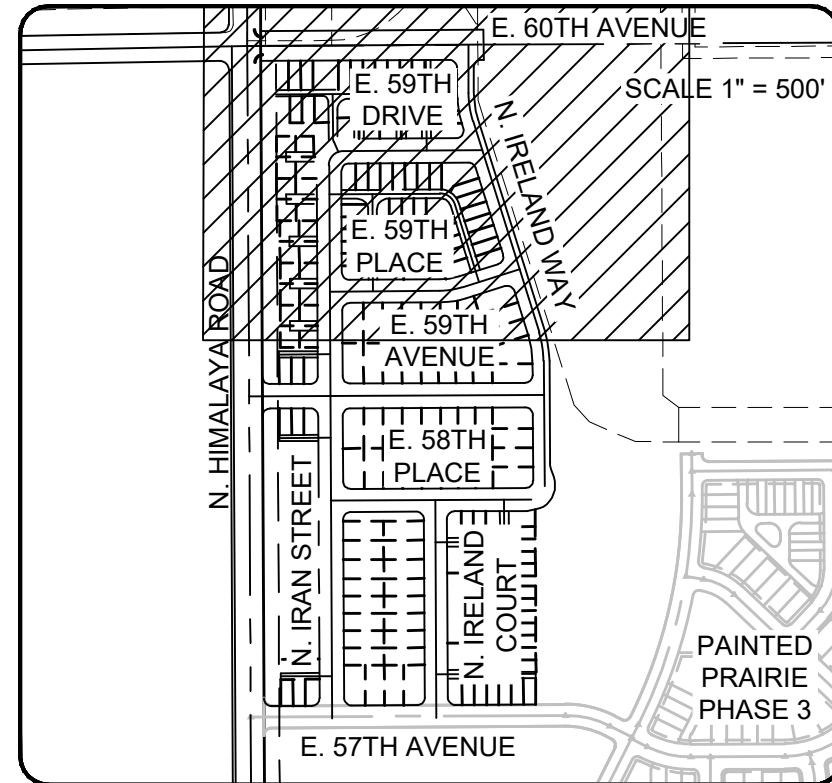 E. 60TH AVENUE
SCALE 1" = 500'
E. 59TH
DRIVE
N. IRELAND WAY
E. 59TH
PLACE
N. HIMALAYA ROAD
E. 59TH
AVENUE
E. 58TH
PLACE
N. IRAN STREET
N. IRELAND
COURT
PAINTED
PRAIRIE
PHASE 3
E. 57TH AVENUE